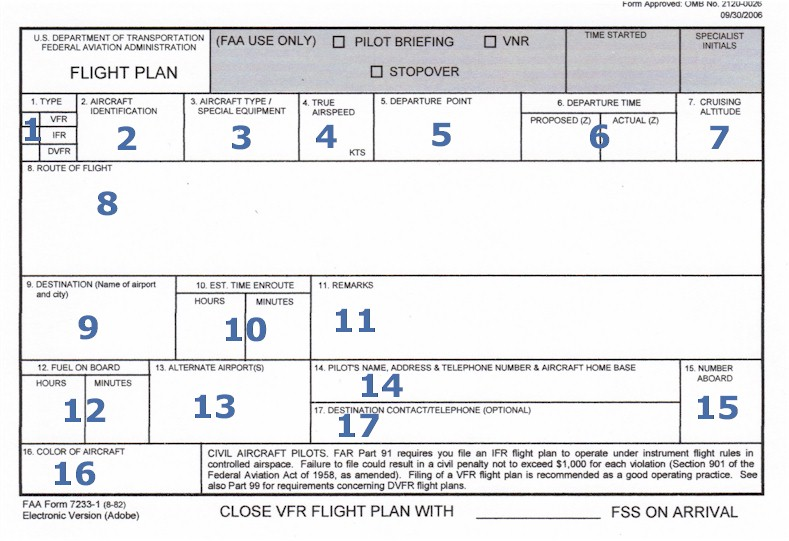 Form Approved: OMB No. 2120-0026
09/30/2006
U.S. DEPARTMENT OF TRANSPORTATION
FEDERAL AVIATION ADMINISTRATION
FLIGHT PLAN
(FAA USE ONLY) ☐ PILOT BRIEFING ☐ VNR
☐ STOPOVER
TIME STARTED
SPECIALIST
INITIALS
1. TYPE
VFR
IFR
DVFR
1
2. AIRCRAFT
IDENTIFICATION
2
3. AIRCRAFT TYPE /
SPECIAL EQUIPMENT
3
4. TRUE
AIRSPEED
4
KTS
5. DEPARTURE POINT
5
6. DEPARTURE TIME
PROPOSED (Z) ACTUAL (Z)
6
7. CRUISING
ALTITUDE
7
8. ROUTE OF FLIGHT
8
9. DESTINATION (Name of airport
and city)
9
10. EST. TIME ENROUTE
HOURS MINUTES
10
11. REMARKS
11
12. FUEL ON BOARD
HOURS MINUTES
12
13. ALTERNATE AIRPORT(S)
13
14. PILOT'S NAME, ADDRESS & TELEPHONE NUMBER & AIRCRAFT HOME BASE
14
17. DESTINATION CONTACT/TELEPHONE (OPTIONAL)
17
15. NUMBER
ABOARD
15
16. COLOR OF AIRCRAFT
16
CIVIL AIRCRAFT PILOTS. FAR Part 91 requires you file an IFR flight plan to operate under instrument flight rules in
controlled airspace. Failure to file could result in a civil penalty not to exceed $1,000 for each violation (Section 901 of the
Federal Aviation Act of 1958, as amended). Filing of a VFR flight plan is recommended as a good operating practice. See
also Part 99 for requirements concerning DVFR flight plans.
FAA Form 7233-1 (8-82)
Electronic Version (Adobe)
CLOSE VFR FLIGHT PLAN WITH ____________ FSS ON ARRIVAL